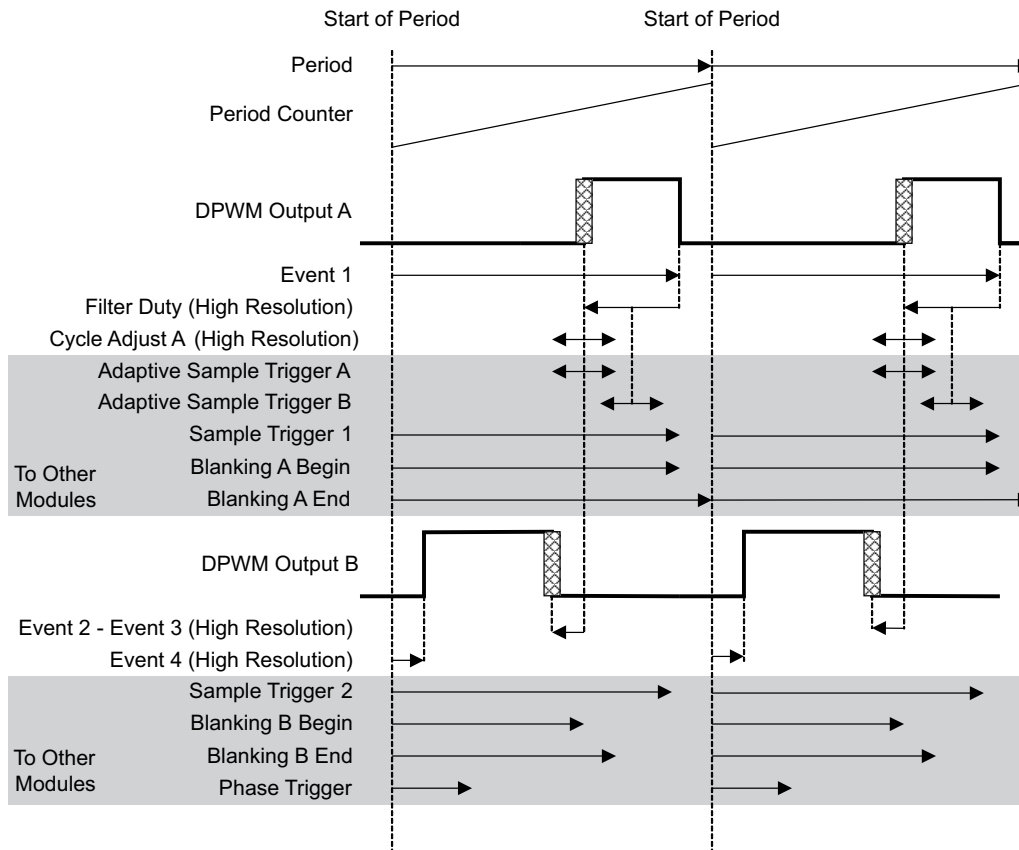 Start of Period
Start of Period
Period
Period Counter
DPWM Output A
Event 1
Filter Duty (High Resolution)
Cycle Adjust A (High Resolution)
Adaptive Sample Trigger A
Adaptive Sample Trigger B
Sample Trigger 1
Blanking A Begin
To Other
Modules
Blanking A End
DPWM Output B
Event 2 - Event 3 (High Resolution)
Event 4 (High Resolution)
Sample Trigger 2
Blanking B Begin
To Other
Modules
Blanking B End
Phase Trigger